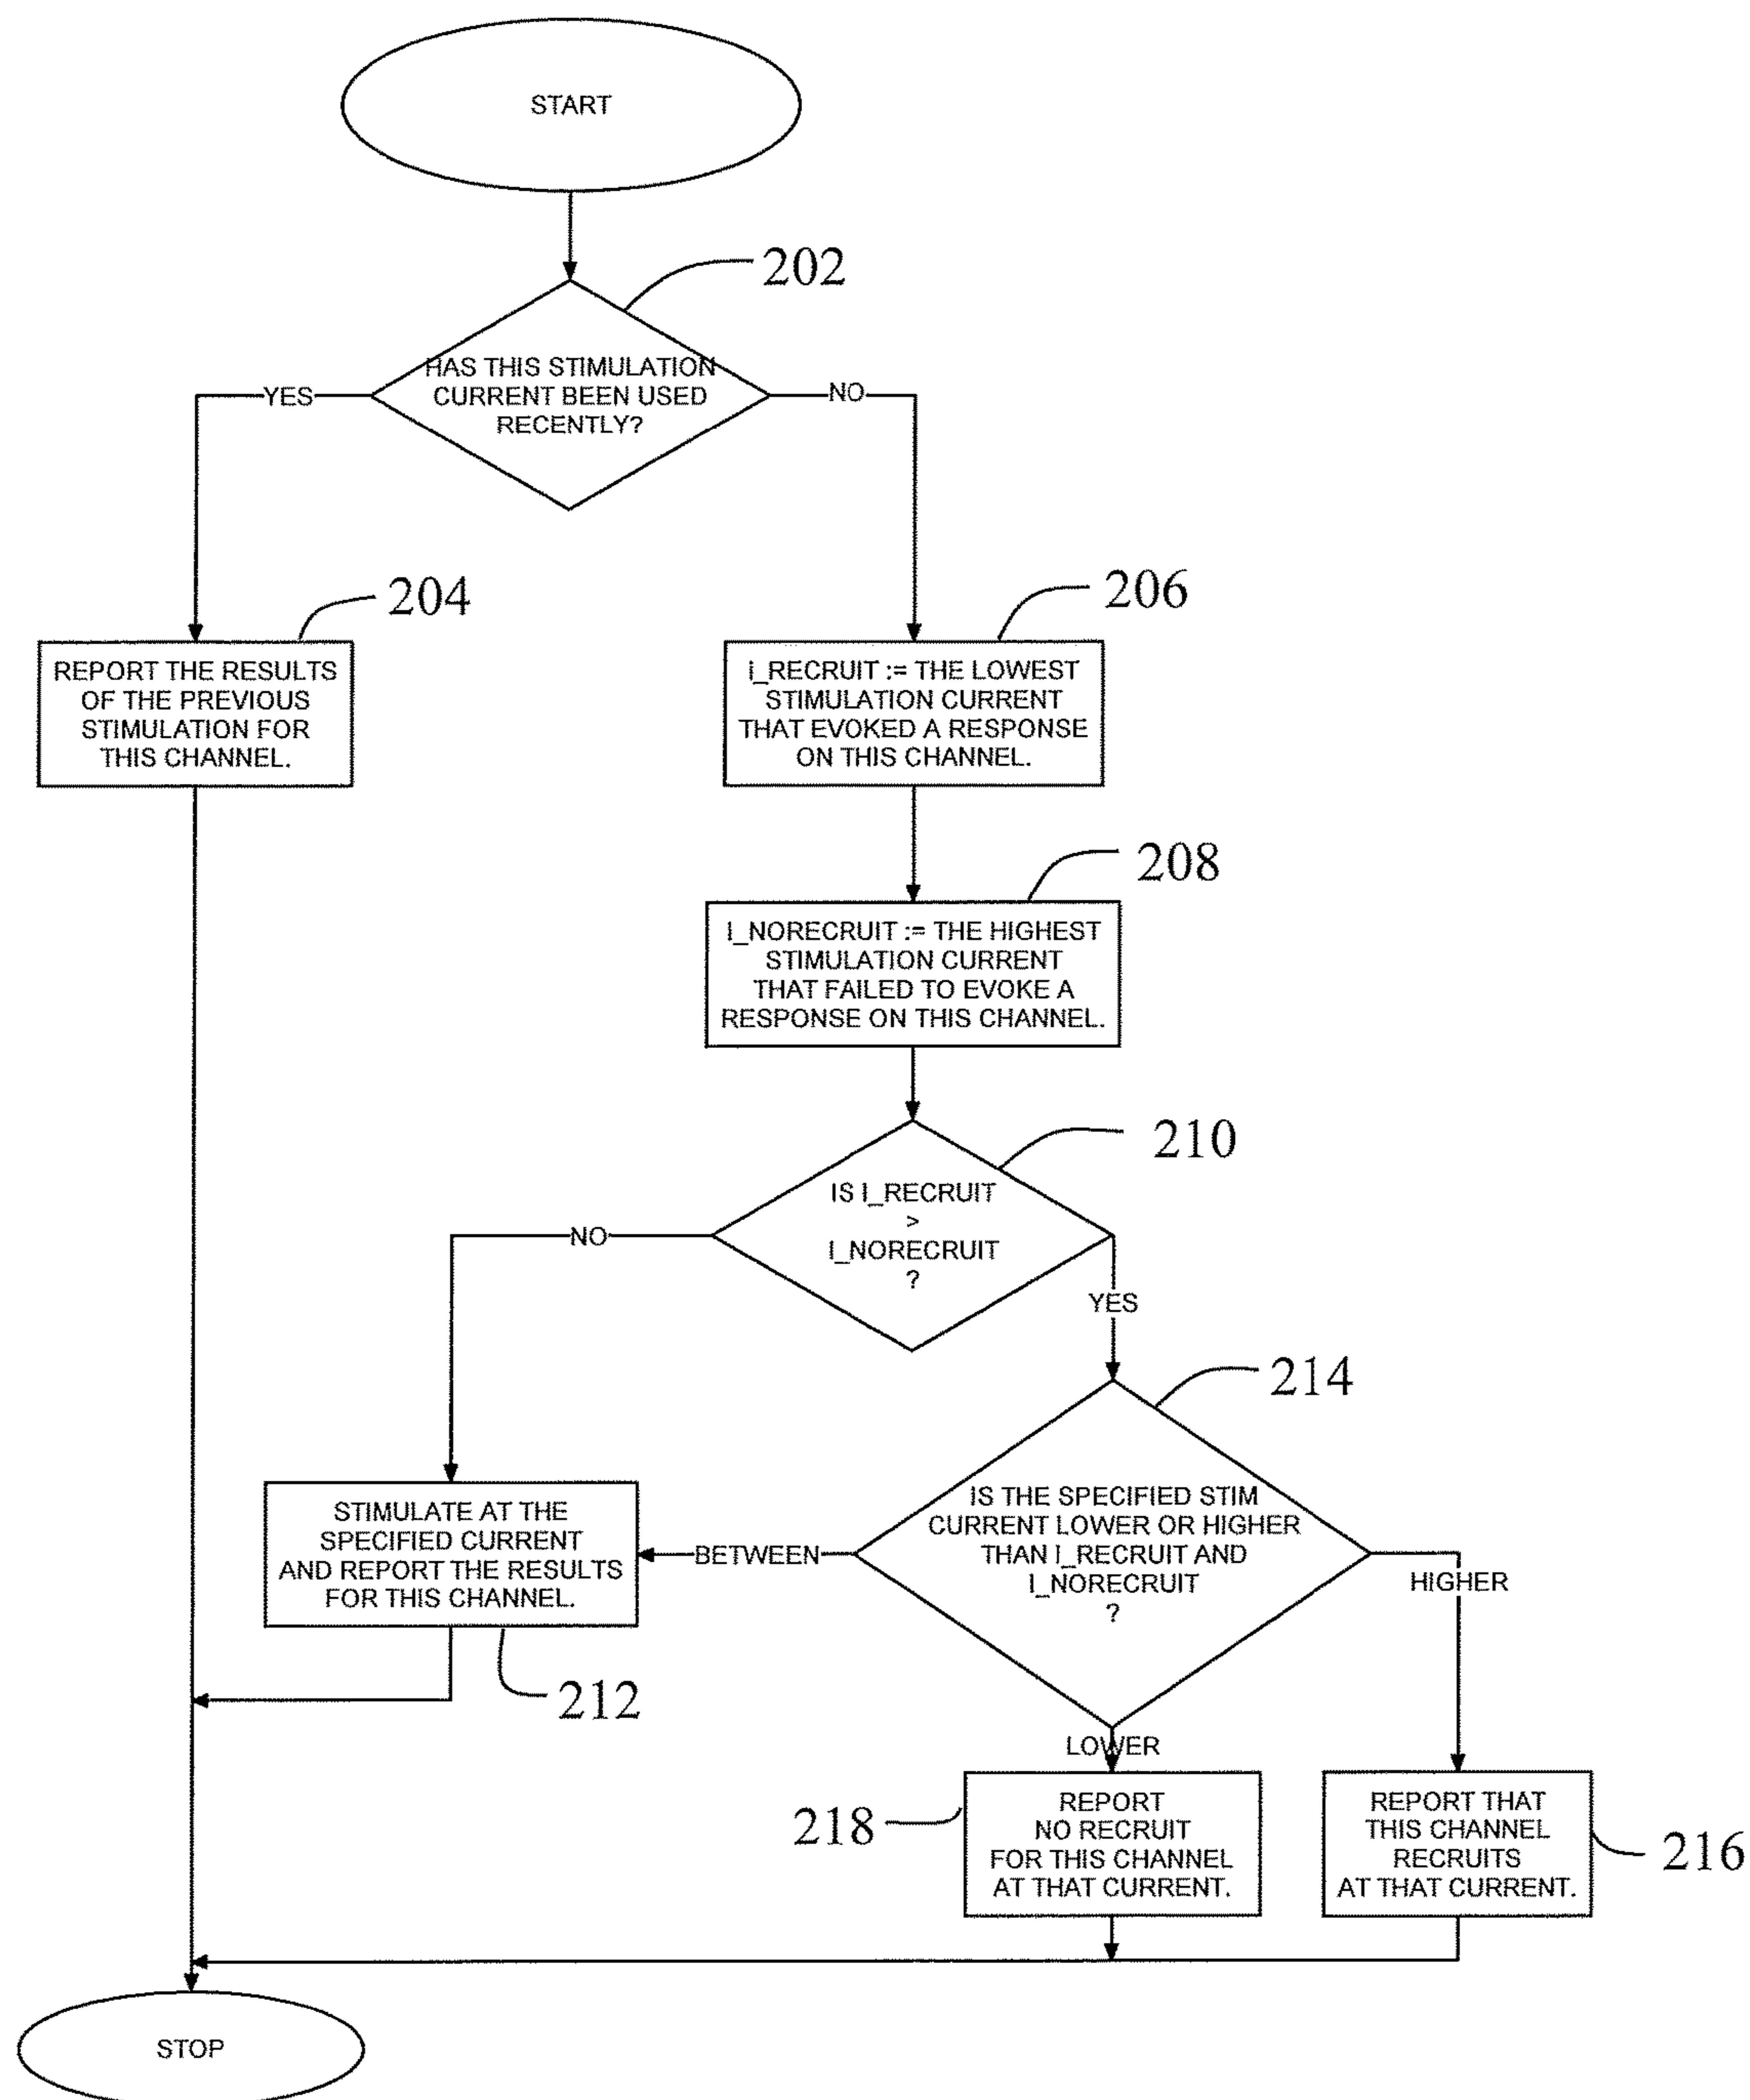 START
202
HAS THIS STIMULATION
CURRENT BEEN USED
RECENTLY?
YES
NO
204
206
REPORT THE RESULTS
OF THE PREVIOUS
STIMULATION FOR
THIS CHANNEL.
I_RECRUIT := THE LOWEST
STIMULATION CURRENT
THAT EVOKED A RESPONSE
ON THIS CHANNEL.
208
I_NORECRUIT := THE HIGHEST
STIMULATION CURRENT
THAT FAILED TO EVOKE A
RESPONSE ON THIS CHANNEL.
210
IS I_RECRUIT
>
I_NORECRUIT
?
NO
YES
214
IS THE SPECIFIED STIM
CURRENT LOWER OR HIGHER
THAN I_RECRUIT AND
I_NORECRUIT
?
STIMULATE AT THE
SPECIFIED CURRENT
AND REPORT THE RESULTS
FOR THIS CHANNEL.
BETWEEN
HIGHER
212
LOWER
218
REPORT
NO RECRUIT
FOR THIS CHANNEL
AT THAT CURRENT.
REPORT THAT
THIS CHANNEL
RECRUITS
AT THAT CURRENT.
216
STOP